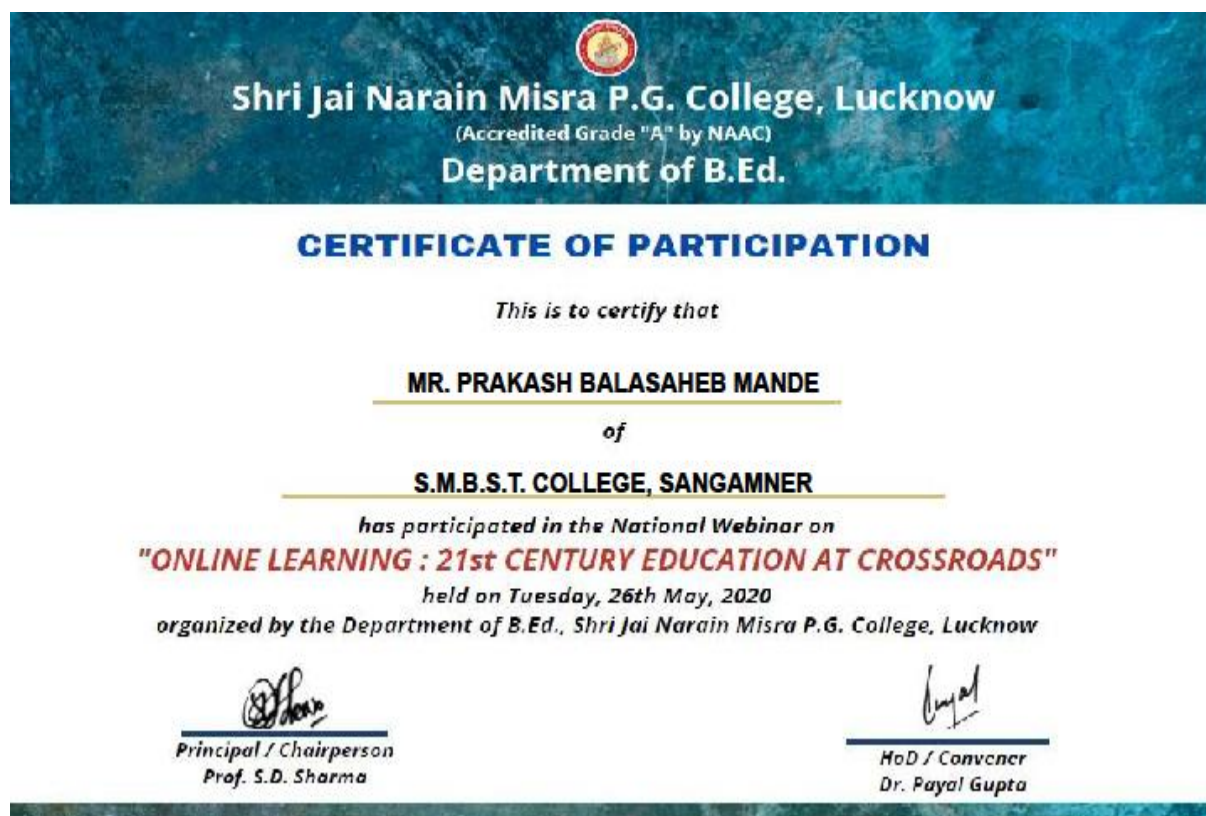 Shri Jai Narain Misra P.G. College, Lucknow
(Accredited Grade "A" by NAAC)
Department of B.Ed.
CERTIFICATE OF PARTICIPATION
This is to certify that
MR. PRAKASH BALASAHEB MANDE
of
S.M.B.S.T. COLLEGE, SANGAMNER
has participated in the National Webinar on
"ONLINE LEARNING : 21st CENTURY EDUCATION AT CROSSROADS"
held on Tuesday, 26th May, 2020
organized by the Department of B.Ed., Shri Jai Narain Misra P.G. College, Lucknow
Principal / Chairperson
Prof. S.D. Sharma
HoD / Convener
Dr. Payal Gupta